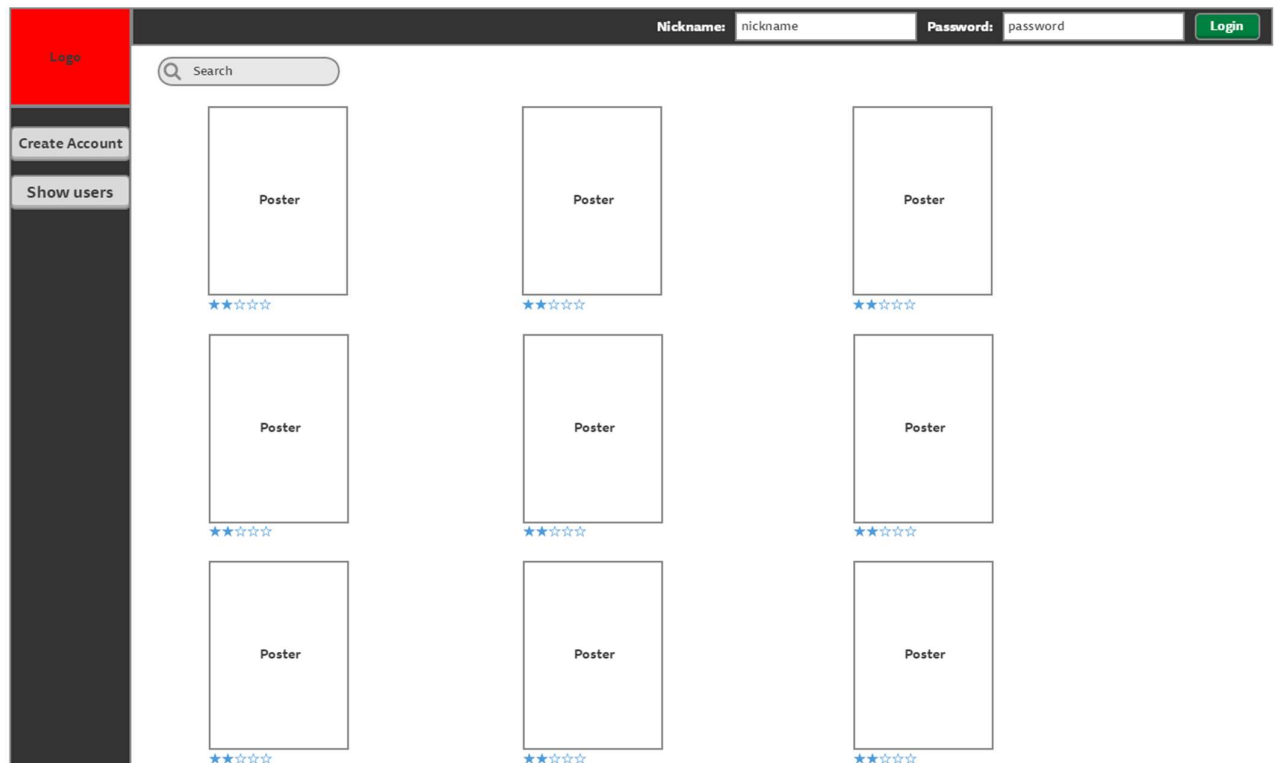 Logo
Nickname: nickname Password: password Login
Search
Create Account
Show users
Poster Poster Poster
★★☆☆☆ ★★☆☆☆ ★★☆☆☆
Poster Poster Poster
★★☆☆☆ ★★☆☆☆ ★★☆☆☆
Poster Poster Poster
★★☆☆☆ ★★☆☆☆ ★★☆☆☆